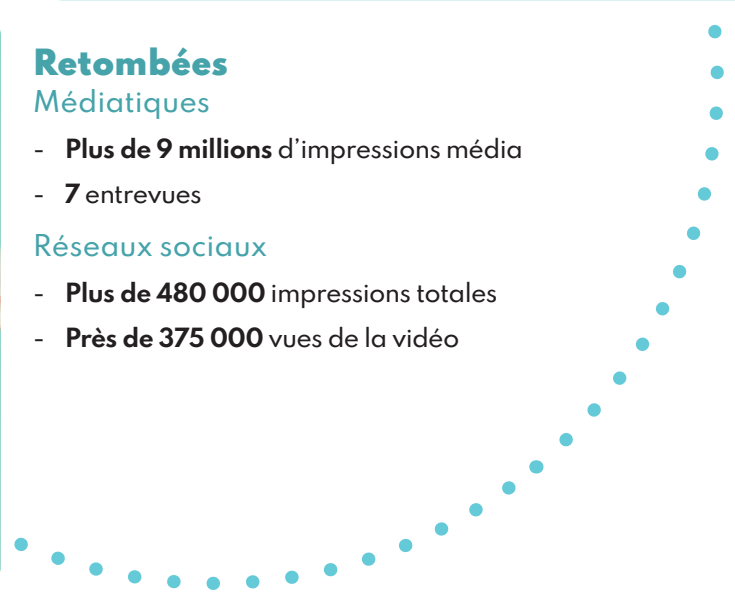 Retombées
Médiatiques
- Plus de 9 millions d'impressions média
- 7 entrevues
Réseaux sociaux
- Plus de 480 000 impressions totales
- Près de 375 000 vues de la vidéo